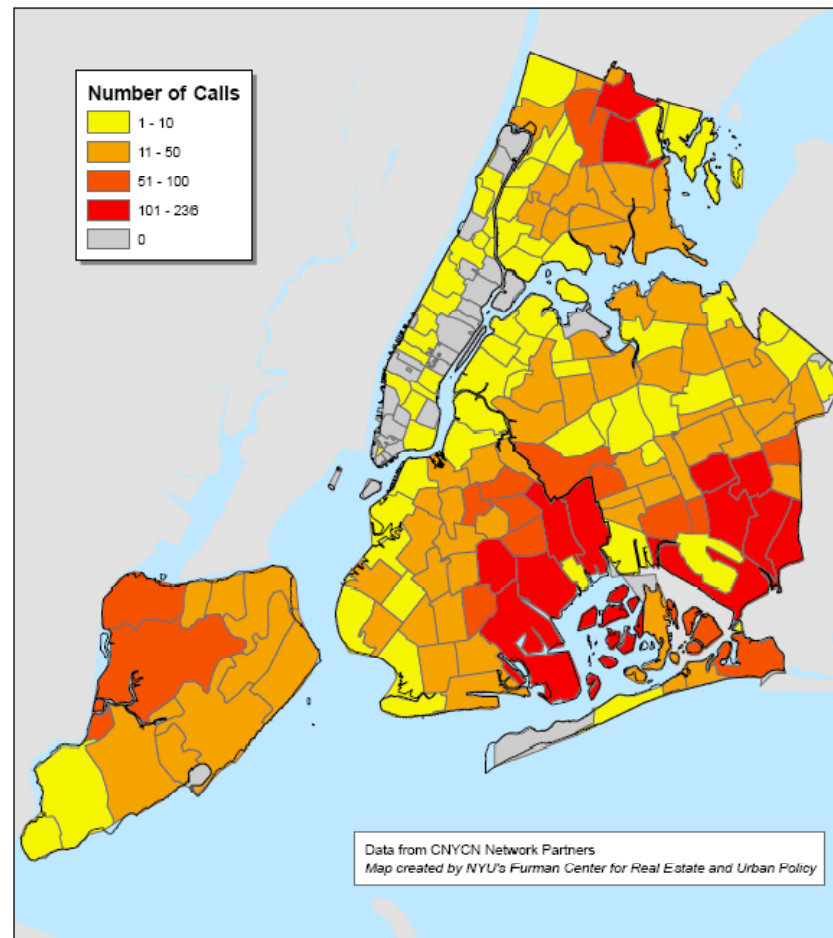 Number of Calls
1 - 10
11 - 50
51 - 100
101 - 236
0
Data from CNYCN Network Partners
Map created by NYU's Furman Center for Real Estate and Urban Policy